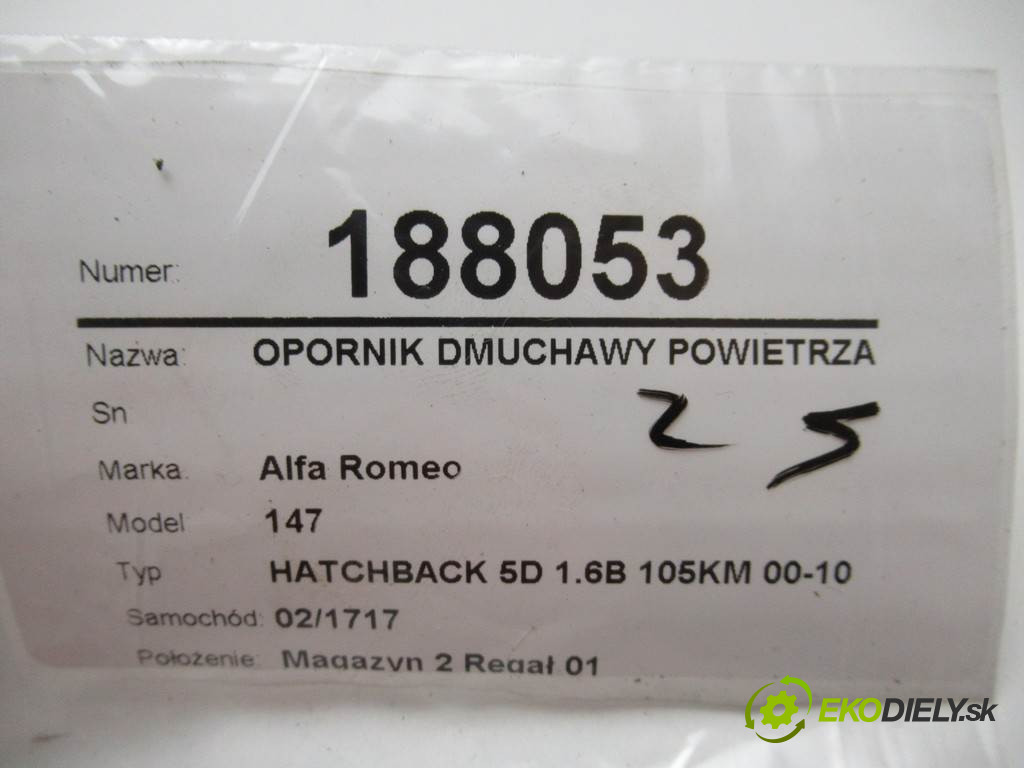 Numer: 188053
Nazwa: OPORNIK DMUCHAWY POWIETRZA
Sn
25
Marka: Alfa Romeo
Model 147
Typ HATCHBACK 5D 1.6B 105KM 00-10
Samochód: 02/1717
Położenie: Magazyn 2 Regał 01
EKODIELY.sk